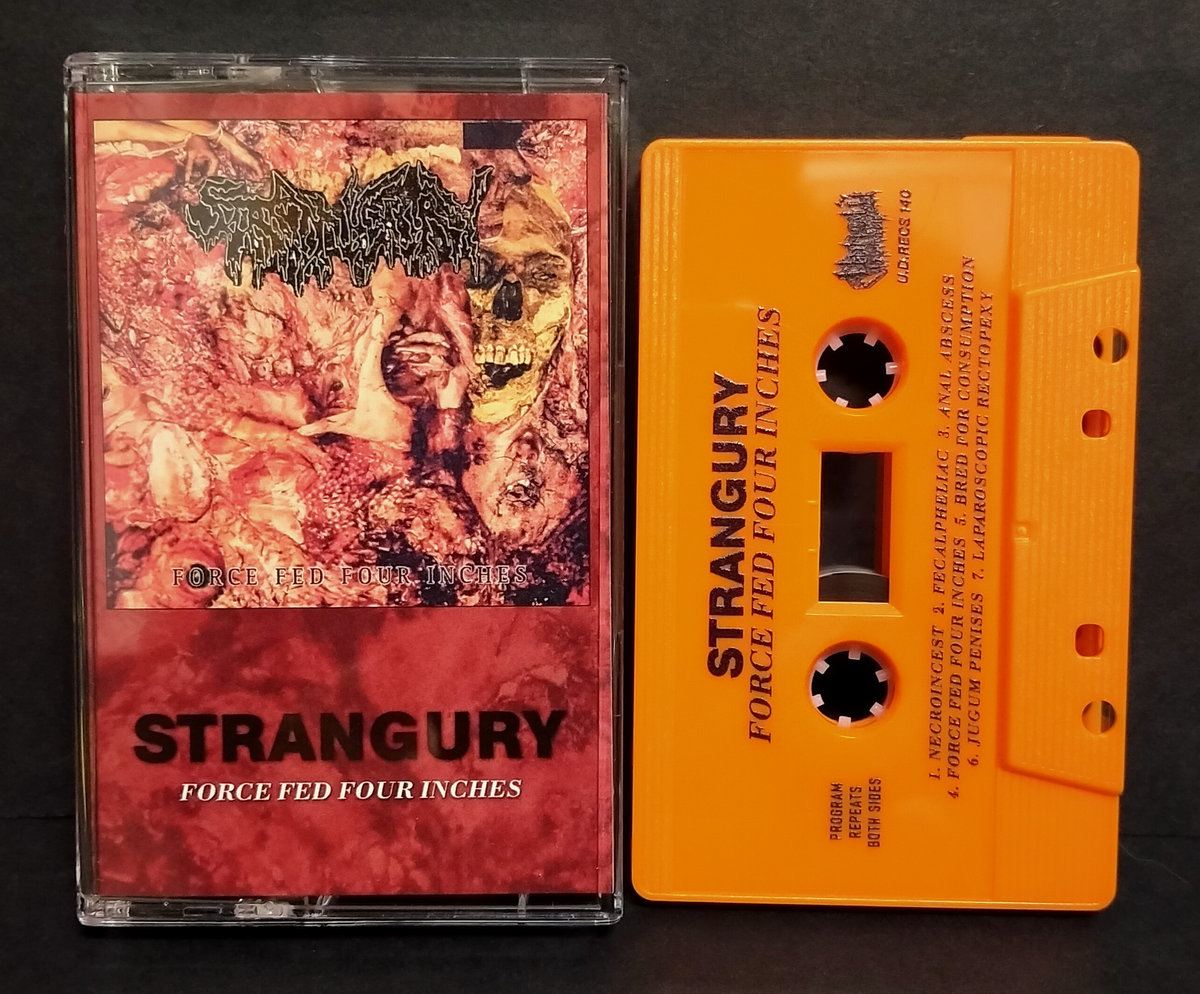 STRANGURY
FORCE FED FOUR INCHES
STRANGURY
FORCE FED FOUR INCHES
STRANGURY
FORCE FED FOUR INCHES
U.D.RECS 140
1. NECROINCEST 2. FECALPHELIAC 3. ANAL ABSCESS
4. FORCE FED FOUR INCHES 5. BRED FOR CONSUMPTION
6. JUGUM PENISES 7. LAPAROSCOPIC RECTOPEXY
PROGRAM
REPEATS
BOTH SIDES